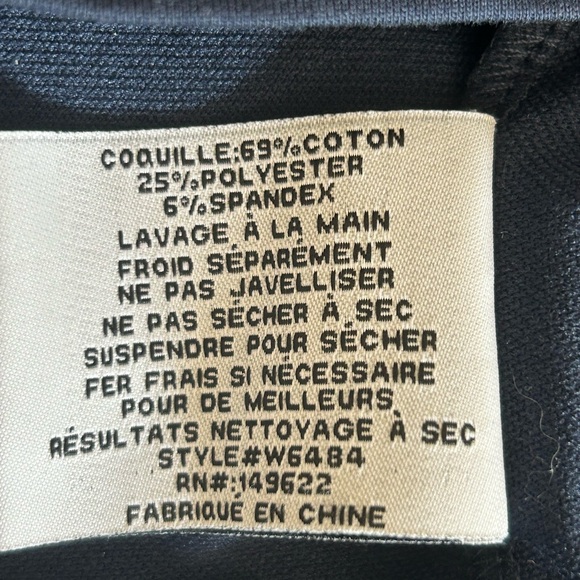 COQUILLE:69%COTON
25%POLYESTER
6%SPANDEX
LAVAGE À LA MAIN
FROID SÉPARÉMENT
NE PAS JAVELLISER
NE PAS SÉCHER À SEC
SUSPENDRE POUR SÉCHER
FER FRAIS SI NÉCESSAIRE
POUR DE MEILLEURS
RÉSULTATS NETTOYAGE À SEC
STYLE#W6484
RN#:149622
FABRIQUÉ EN CHINE